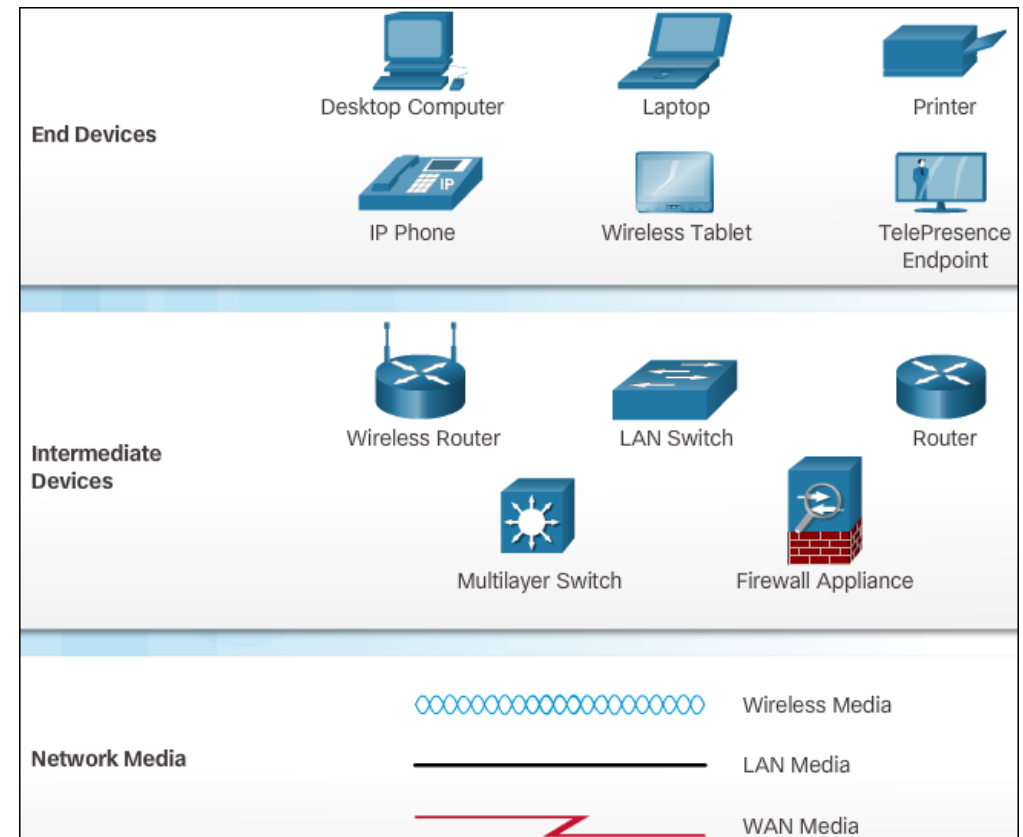 Desktop Computer
Laptop
Printer
End Devices
IP
IP Phone
Wireless Tablet
TelePresence
Endpoint
Wireless Router
LAN Switch
Router
Intermediate
Devices
Multilayer Switch
Firewall Appliance
Wireless Media
Network Media
LAN Media
WAN Media